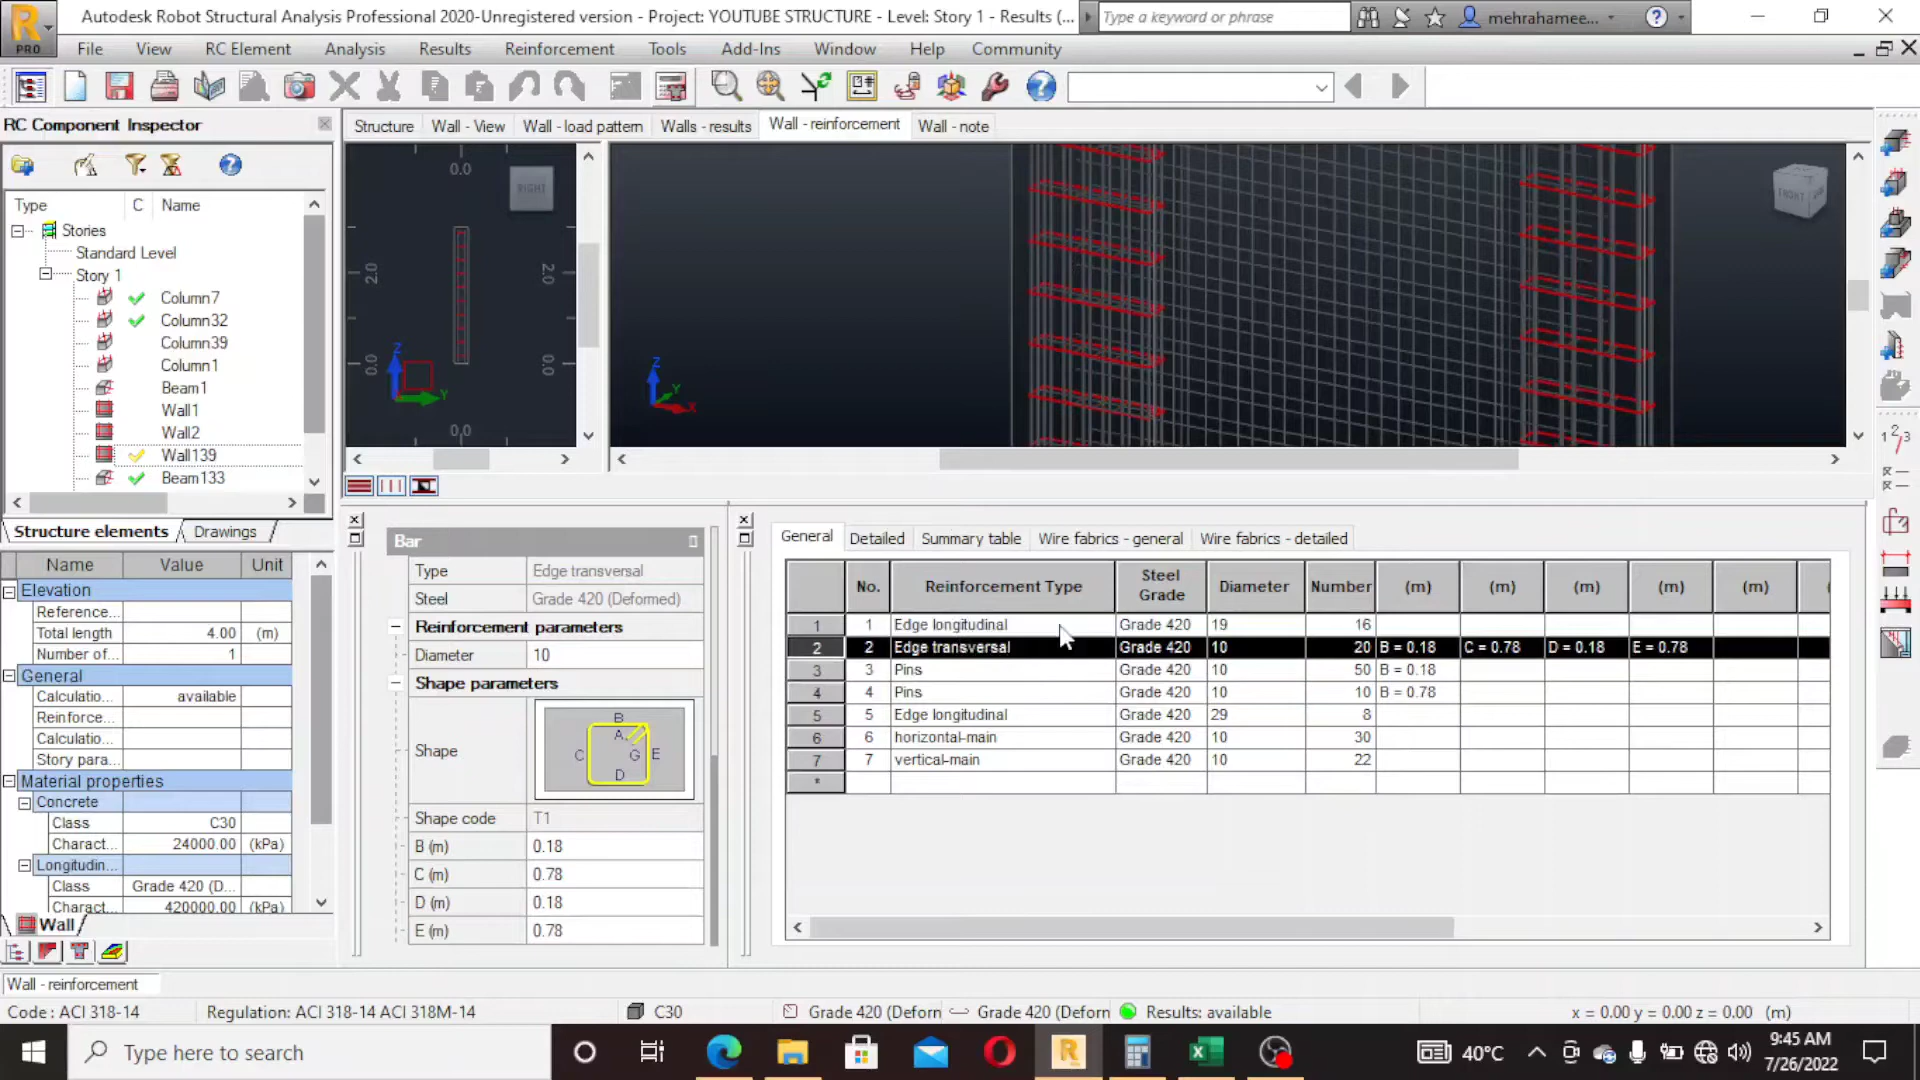 Autodesk Robot Structural Analysis Professional 2020-Unregistered version - Project: YOUTUBE STRUCTURE - Level: Story 1 - Results (...
Type a keyword or phrase
mehrahamee...
PRO
File View RC Element Analysis Results Reinforcement Tools Add-Ins Window Help Community
RC Component Inspector
Type C Name
Stories
Standard Level
Story 1
Column7
Column32
Column39
Column1
Beam1
Wall1
Wall2
Wall139
Beam133
Structure elements Drawings
Structure Wall - View Wall - load pattern Walls - results Wall - reinforcement Wall - note
0.0
RIGHT
2.0
2.0
0.0
0.0
0,0
Z
Y
Z
Y
X
FRONT
Name Value Unit
Elevation
Reference...
Total length 4.00 (m)
Number of... 1
General
Calculatio... available
Reinforce...
Calculatio...
Story para...
Material properties
Concrete
Class C30
Charact... 24000.00 (kPa)
Longitudin...
Class Grade 420 (D...
Charact... 420000.00 (kPa)
Wall
Bar
Type Edge transversal
Steel Grade 420 (Deformed)
Reinforcement parameters
Diameter 10
Shape parameters
Shape
B
A
C G E
D
Shape code T1
B (m) 0.18
C (m) 0.78
D (m) 0.18
E (m) 0.78
General Detailed Summary table Wire fabrics - general Wire fabrics - detailed
No. Reinforcement Type Steel Grade Diameter Number (m) (m) (m) (m) (m)
1 1 Edge longitudinal Grade 420 19 16
2 2 Edge transversal Grade 420 10 20 B = 0.18 C = 0.78 D = 0.18 E = 0.78
3 3 Pins Grade 420 10 50 B = 0.18
4 4 Pins Grade 420 10 10 B = 0.78
5 5 Edge longitudinal Grade 420 29 8
6 6 horizontal-main Grade 420 10 30
7 7 vertical-main Grade 420 10 22
*
Wall - reinforcement
Code : ACI 318-14 Regulation: ACI 318-14 ACI 318M-14 C30 Grade 420 (Deforn Grade 420 (Deforn Results: available x = 0.00 y = 0.00 z = 0.00 (m)
Type here to search
40°C
9:45 AM
7/26/2022